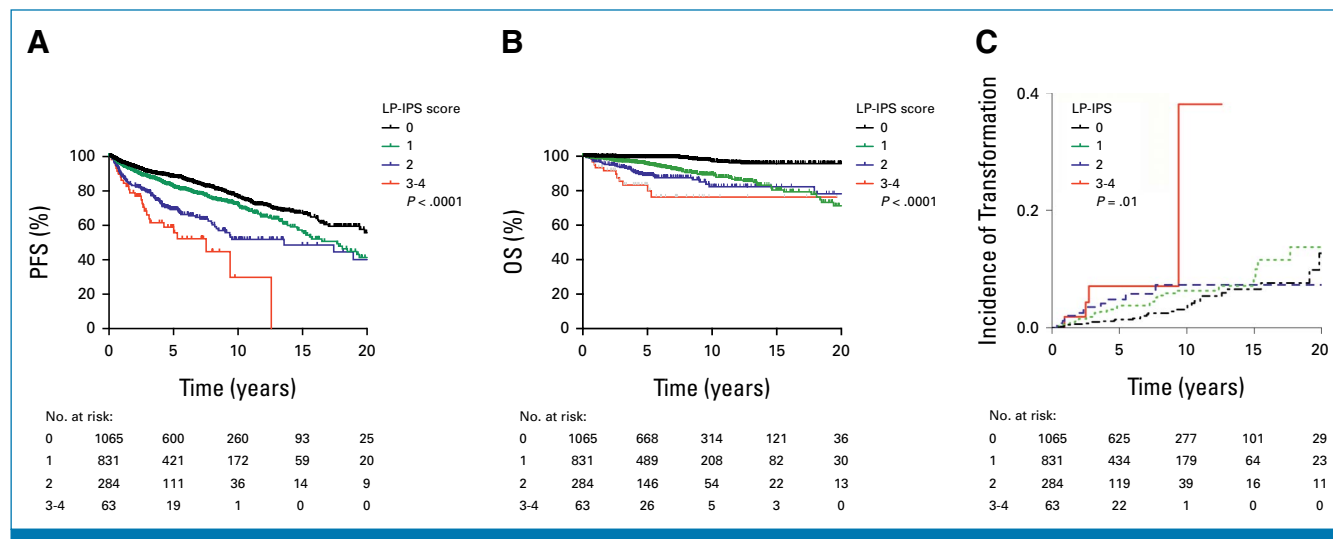 A
LP-IPS score
0
1
2
3-4
P < .0001
PFS (%)
100
80
60
40
20
0
0 5 10 15 20
Time (years)
No. at risk:
0 1065 600 260 93 25
1 831 421 172 59 20
2 284 111 36 14 9
3-4 63 19 1 0 0
B
LP-IPS score
0
1
2
3-4
P < .0001
OS (%)
100
80
60
40
20
0
0 5 10 15 20
Time (years)
No. at risk:
0 1065 668 314 121 36
1 831 489 208 82 30
2 284 146 54 22 13
3-4 63 26 5 3 0
C
LP-IPS
0
1
2
3-4
P = .01
Incidence of Transformation
0.4
0.2
0.0
0 5 10 15 20
Time (years)
No. at risk:
0 1065 625 277 101 29
1 831 434 179 64 23
2 284 119 39 16 11
3-4 63 22 1 0 0